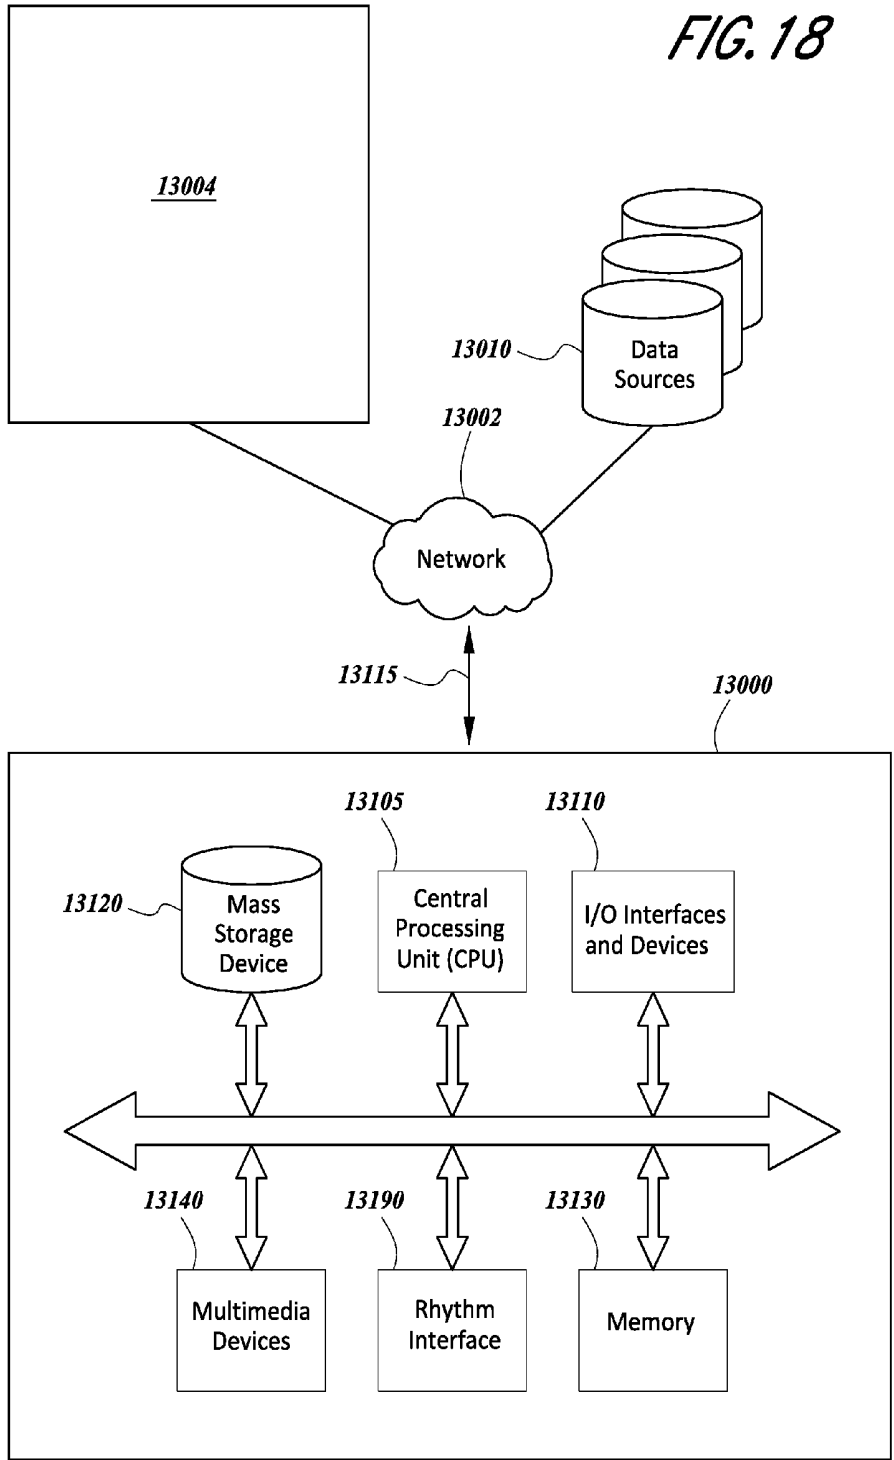 FIG. 18
13004
13010
Data
Sources
13002
Network
13115
13000
13105
13110
13120
Mass
Storage
Device
Central
Processing
Unit (CPU)
I/O Interfaces
and Devices
13140
13190
13130
Multimedia
Devices
Rhythm
Interface
Memory